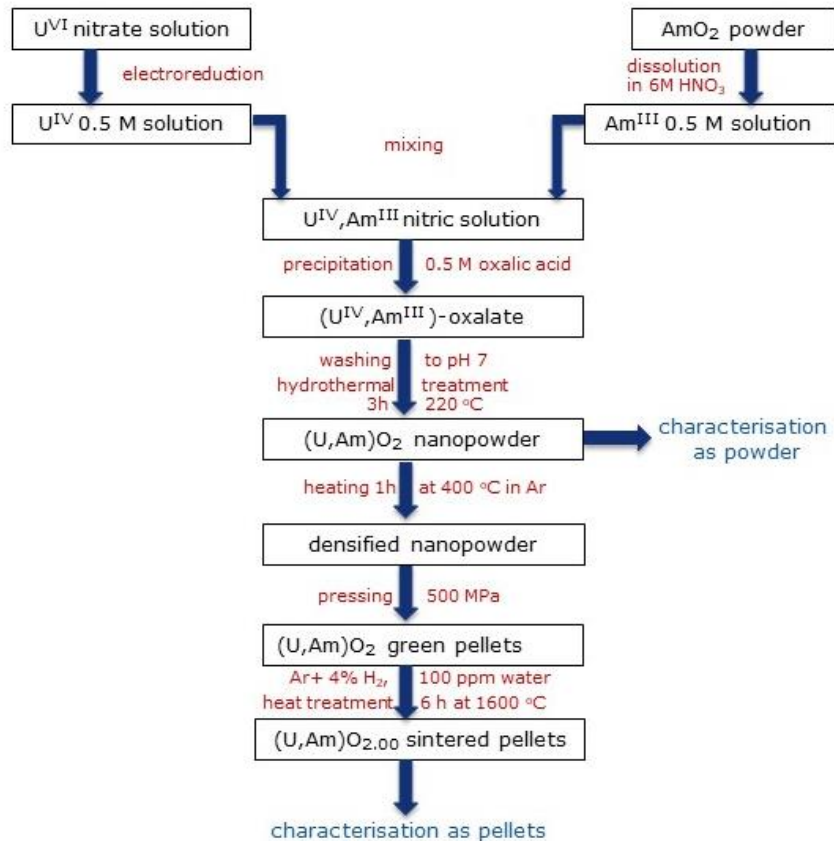 U^VI nitrate solution
AmO₂ powder
electroreduction
dissolution
in 6M HNO₃
U^IV 0.5 M solution
Am^III 0.5 M solution
mixing
U^IV,Am^III nitric solution
precipitation 0.5 M oxalic acid
(U^IV,Am^III)-oxalate
washing to pH 7
hydrothermal treatment
3h 220 °C
(U,Am)O₂ nanopowder
characterisation
as powder
heating 1h at 400 °C in Ar
densified nanopowder
pressing 500 MPa
(U,Am)O₂ green pellets
Ar+ 4% H₂, 100 ppm water
heat treatment 6 h at 1600 °C
(U,Am)O₂.₀₀ sintered pellets
characterisation as pellets